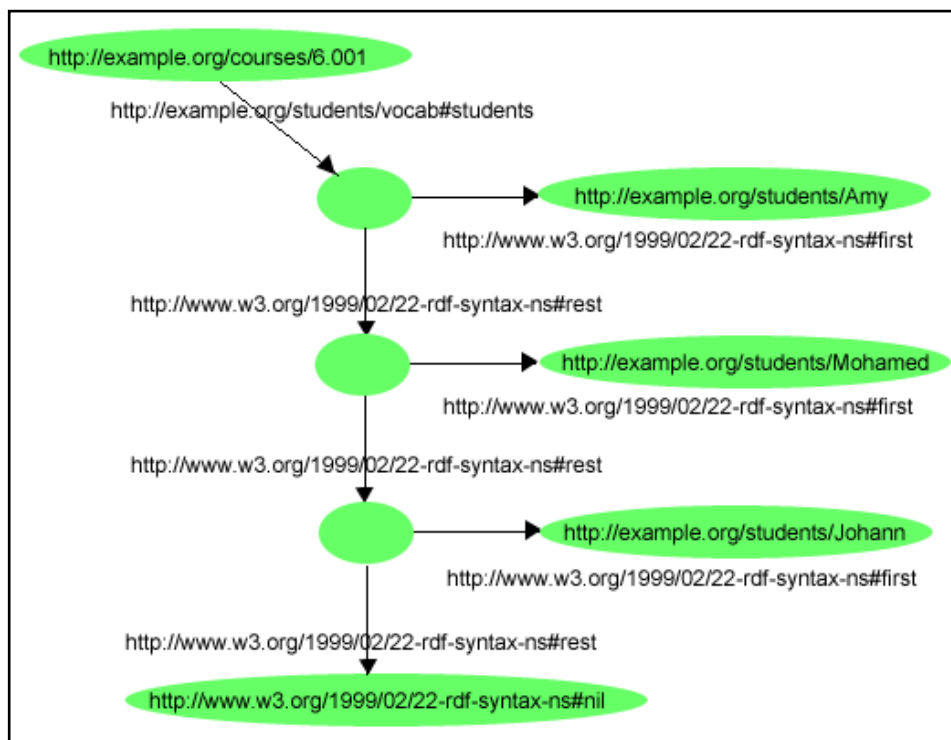 http://example.org/courses/6.001
http://example.org/students/vocab#students
http://example.org/students/Amy
http://www.w3.org/1999/02/22-rdf-syntax-ns#first
http://www.w3.org/1999/02/22-rdf-syntax-ns#rest
http://example.org/students/Mohamed
http://www.w3.org/1999/02/22-rdf-syntax-ns#first
http://www.w3.org/1999/02/22-rdf-syntax-ns#rest
http://example.org/students/Johann
http://www.w3.org/1999/02/22-rdf-syntax-ns#first
http://www.w3.org/1999/02/22-rdf-syntax-ns#rest
http://www.w3.org/1999/02/22-rdf-syntax-ns#nil